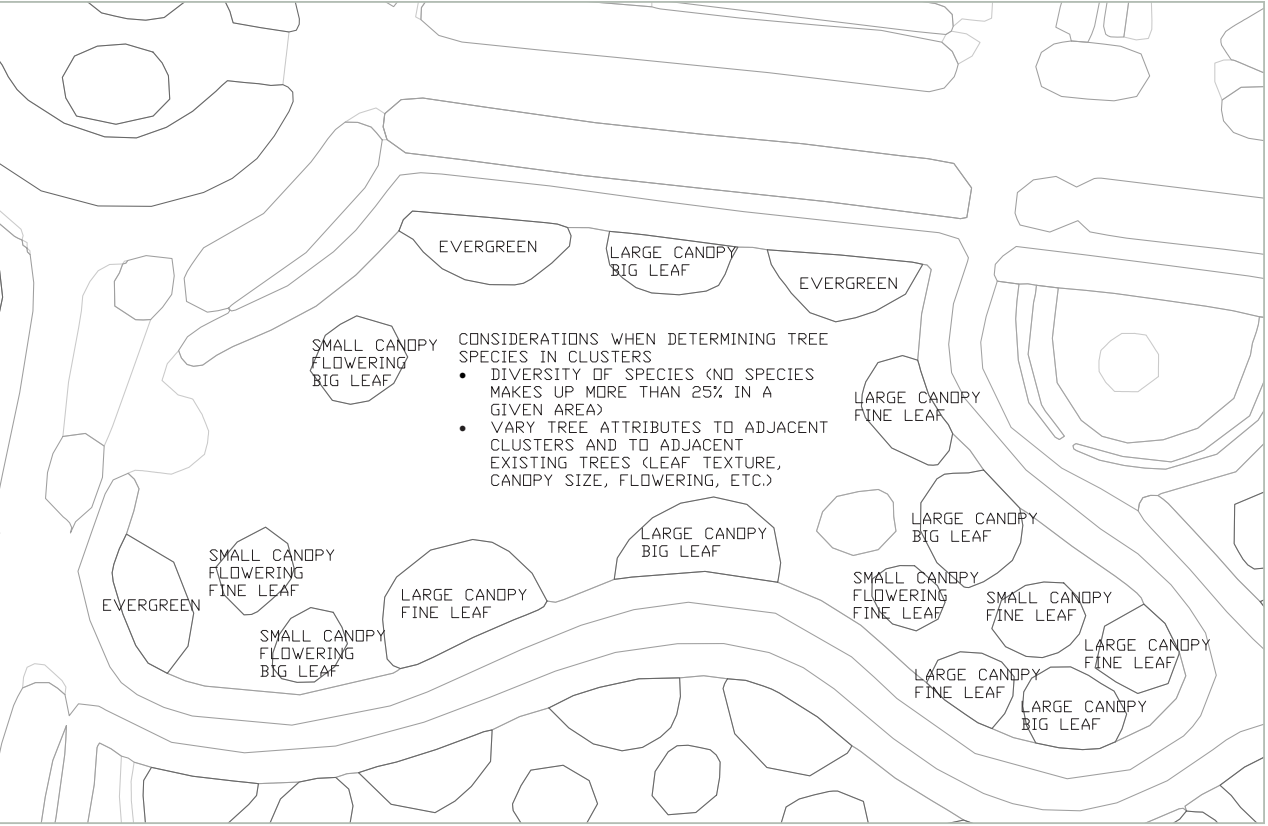 EVERGREEN
LARGE CANOPY
BIG LEAF
EVERGREEN
SMALL CANOPY
FLOWERING
BIG LEAF
CONSIDERATIONS WHEN DETERMINING TREE
SPECIES IN CLUSTERS
• DIVERSITY OF SPECIES (NO SPECIES
MAKES UP MORE THAN 25% IN A
GIVEN AREA)
• VARY TREE ATTRIBUTES TO ADJACENT
CLUSTERS AND TO ADJACENT
EXISTING TREES (LEAF TEXTURE,
CANOPY SIZE, FLOWERING, ETC.)
LARGE CANOPY
FINE LEAF
LARGE CANOPY
BIG LEAF
LARGE CANOPY
BIG LEAF
SMALL CANOPY
FLOWERING
FINE LEAF
EVERGREEN
LARGE CANOPY
FINE LEAF
SMALL CANOPY
FLOWERING
BIG LEAF
SMALL CANOPY
FLOWERING
FINE LEAF
SMALL CANOPY
FINE LEAF
LARGE CANOPY
FINE LEAF
LARGE CANOPY
FINE LEAF
LARGE CANOPY
BIG LEAF